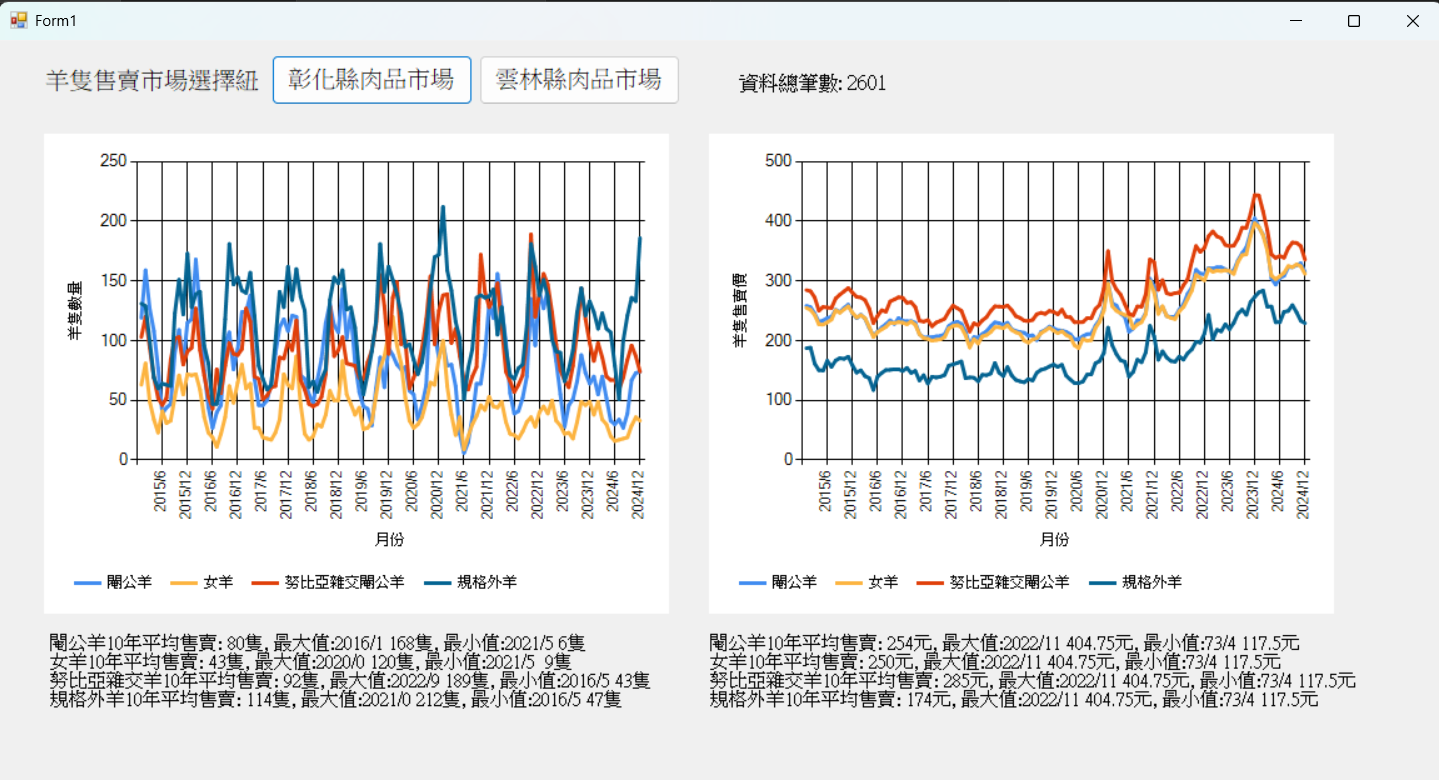 Form1
羊隻售賣市場選擇紐 彰化縣肉品市場 雲林縣肉品市場 資料總筆數: 2601
250
200
150
100
50
0
羊隻數量
2015/6 2015/12 2016/6 2016/12 2017/6 2017/12 2018/6 2018/12 2019/6 2019/12 2020/6 2020/12 2021/6 2021/12 2022/6 2022/12 2023/6 2023/12 2024/6 2024/12
月份
閹公羊 女羊 努比亞雜交閹公羊 規格外羊
500
400
300
200
100
0
羊隻售賣價
2015/6 2015/12 2016/6 2016/12 2017/6 2017/12 2018/6 2018/12 2019/6 2019/12 2020/6 2020/12 2021/6 2021/12 2022/6 2022/12 2023/6 2023/12 2024/6 2024/12
月份
閹公羊 女羊 努比亞雜交閹公羊 規格外羊
閹公羊10年平均售賣: 80隻, 最大值:2016/1 168隻, 最小值:2021/5 6隻
女羊10年平均售賣: 43隻, 最大值:2020/0 120隻, 最小值:2021/5  9隻
努比亞雜交羊10年平均售賣: 92隻, 最大值:2022/9 189隻, 最小值:2016/5 43隻
規格外羊10年平均售賣: 114隻, 最大值:2021/0 212隻, 最小值:2016/5 47隻
閹公羊10年平均售賣: 254元, 最大值:2022/11 404.75元, 最小值:73/4 117.5元
女羊10年平均售賣: 250元, 最大值:2022/11 404.75元, 最小值:73/4 117.5元
努比亞雜交羊10年平均售賣: 285元, 最大值:2022/11 404.75元, 最小值:73/4 117.5元
規格外羊10年平均售賣: 174元, 最大值:2022/11 404.75元, 最小值:73/4 117.5元